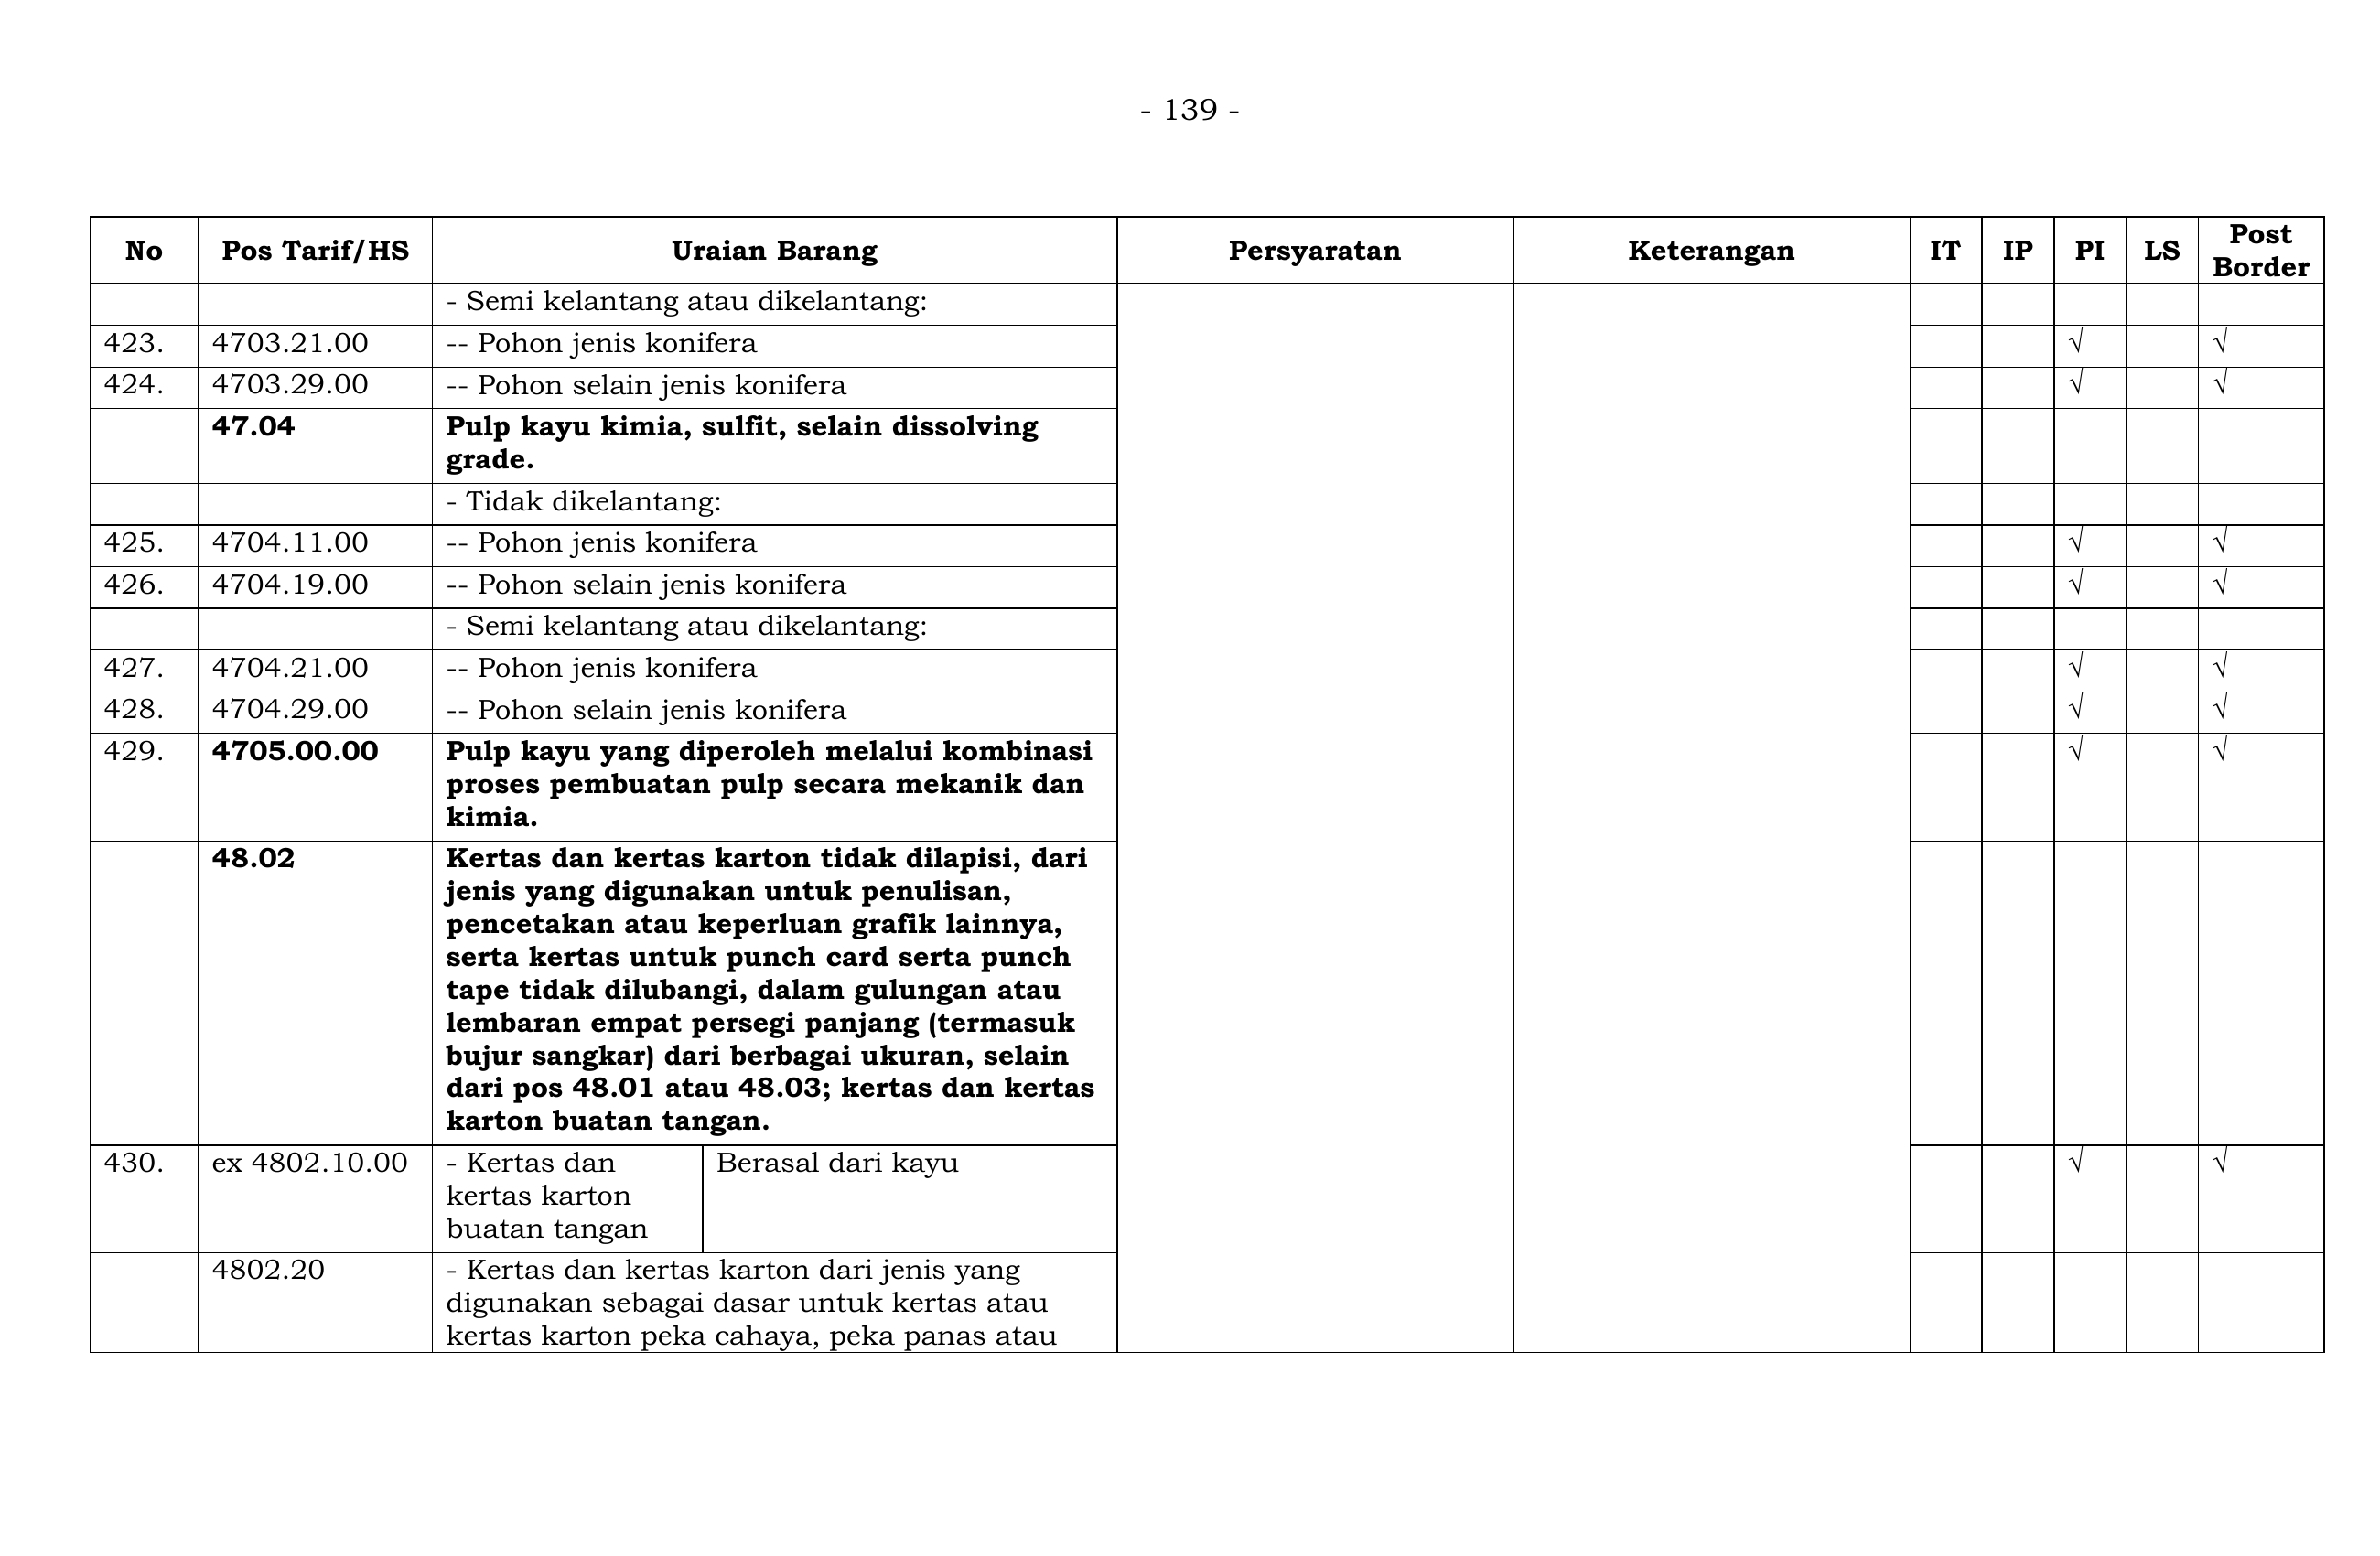 - 139 -
No Pos Tarif/HS Uraian Barang Persyaratan Keterangan IT IP PI LS Post
Border
- Semi kelantang atau dikelantang:
423. 4703.21.00 -- Pohon jenis konifera √ √
424. 4703.29.00 -- Pohon selain jenis konifera √ √
47.04 Pulp kayu kimia, sulfit, selain dissolving
grade.
- Tidak dikelantang:
425. 4704.11.00 -- Pohon jenis konifera √ √
426. 4704.19.00 -- Pohon selain jenis konifera √ √
- Semi kelantang atau dikelantang:
427. 4704.21.00 -- Pohon jenis konifera √ √
428. 4704.29.00 -- Pohon selain jenis konifera √ √
429. 4705.00.00 Pulp kayu yang diperoleh melalui kombinasi √ √
proses pembuatan pulp secara mekanik dan
kimia.
48.02 Kertas dan kertas karton tidak dilapisi, dari
jenis yang digunakan untuk penulisan,
pencetakan atau keperluan grafik lainnya,
serta kertas untuk punch card serta punch
tape tidak dilubangi, dalam gulungan atau
lembaran empat persegi panjang (termasuk
bujur sangkar) dari berbagai ukuran, selain
dari pos 48.01 atau 48.03; kertas dan kertas
karton buatan tangan.
430. ex 4802.10.00 - Kertas dan Berasal dari kayu √ √
kertas karton
buatan tangan
4802.20 - Kertas dan kertas karton dari jenis yang
digunakan sebagai dasar untuk kertas atau
kertas karton peka cahaya, peka panas atau